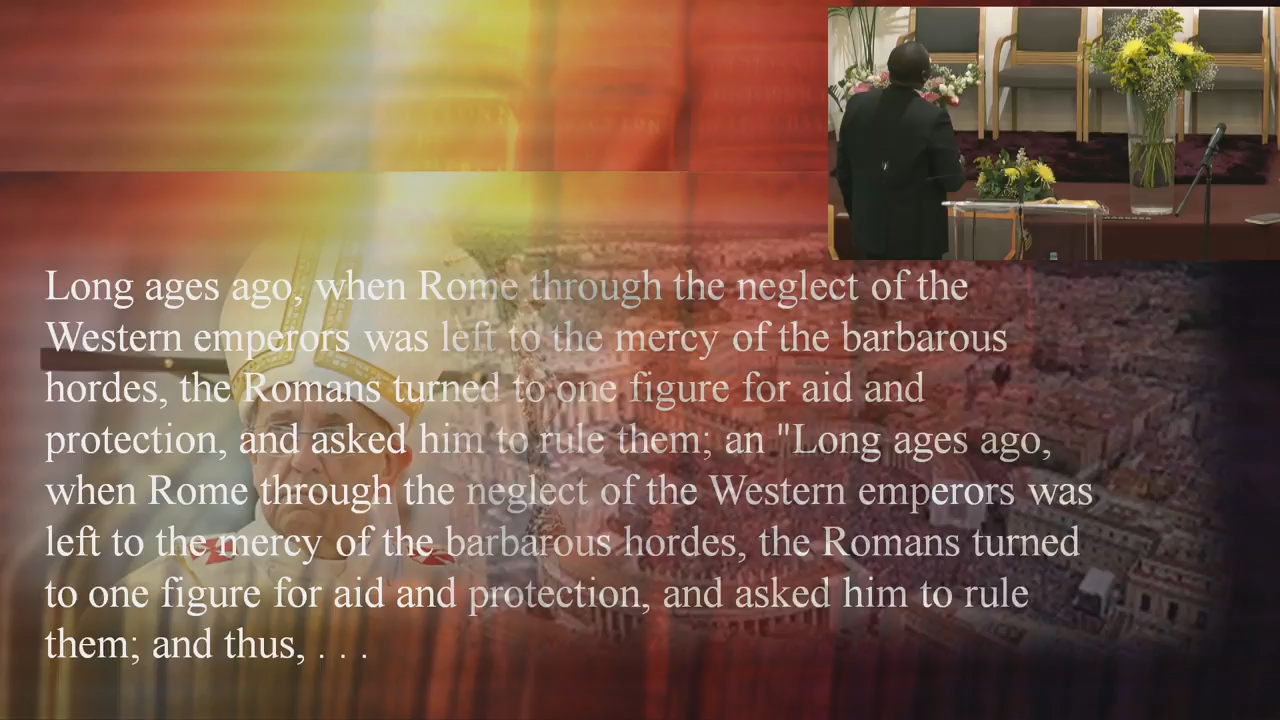 Long ages ago, when Rome through the neglect of the
Western emperors was left to the mercy of the barbarous
hordes, the Romans turned to one figure for aid and
protection, and asked him to rule them; an "Long ages ago,
when Rome through the neglect of the Western emperors was
left to the mercy of the barbarous hordes, the Romans turned
to one figure for aid and protection, and asked him to rule
them; and thus, . . .